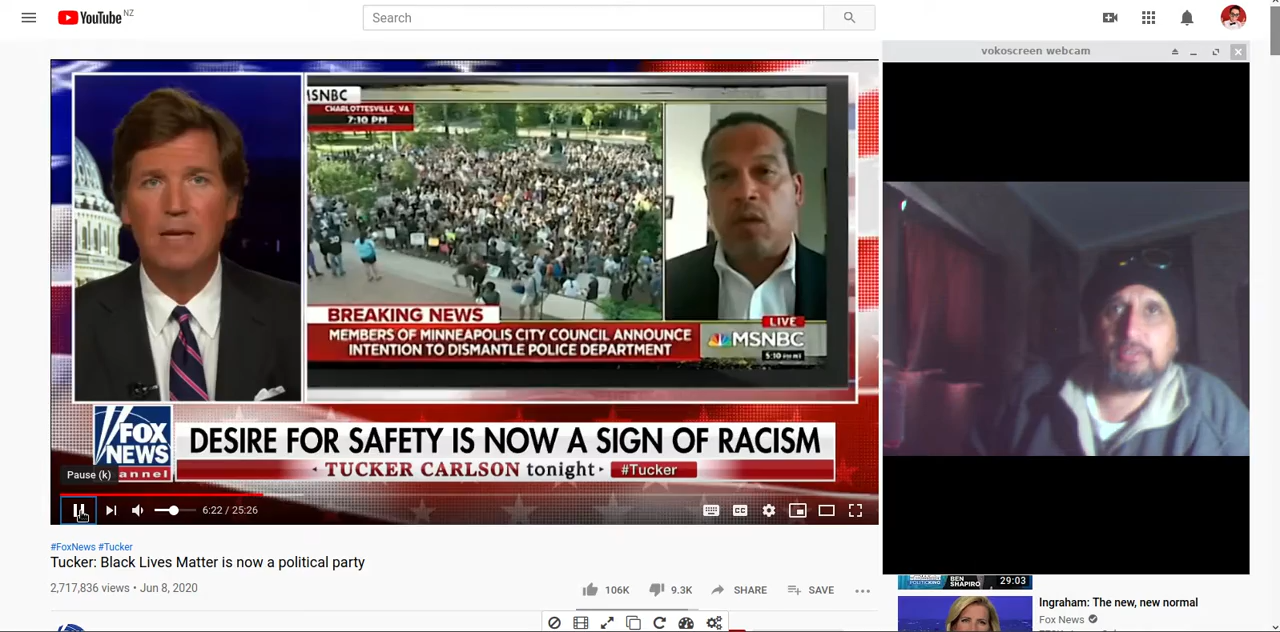 YouTube NZ
Search
vokoscreen webcam
MSNBC
CHARLOTTESVILLE, VA
7:10 PM
BREAKING NEWS
MEMBERS OF MINNEAPOLIS CITY COUNCIL ANNOUNCE
INTENTION TO DISMANTLE POLICE DEPARTMENT
LIVE
MSNBC
FOX
NEWS
annel
DESIRE FOR SAFETY IS NOW A SIGN OF RACISM
TUCKER CARLSON tonight
#Tucker
Pause (k)
6:22 / 25:26
CC
#FoxNews #Tucker
Tucker: Black Lives Matter is now a political party
2,717,836 views • Jun 8, 2020
106K
9.3K
SHARE
SAVE
BEN
SHAPIRO
29:03
Ingraham: The new, new normal
Fox News